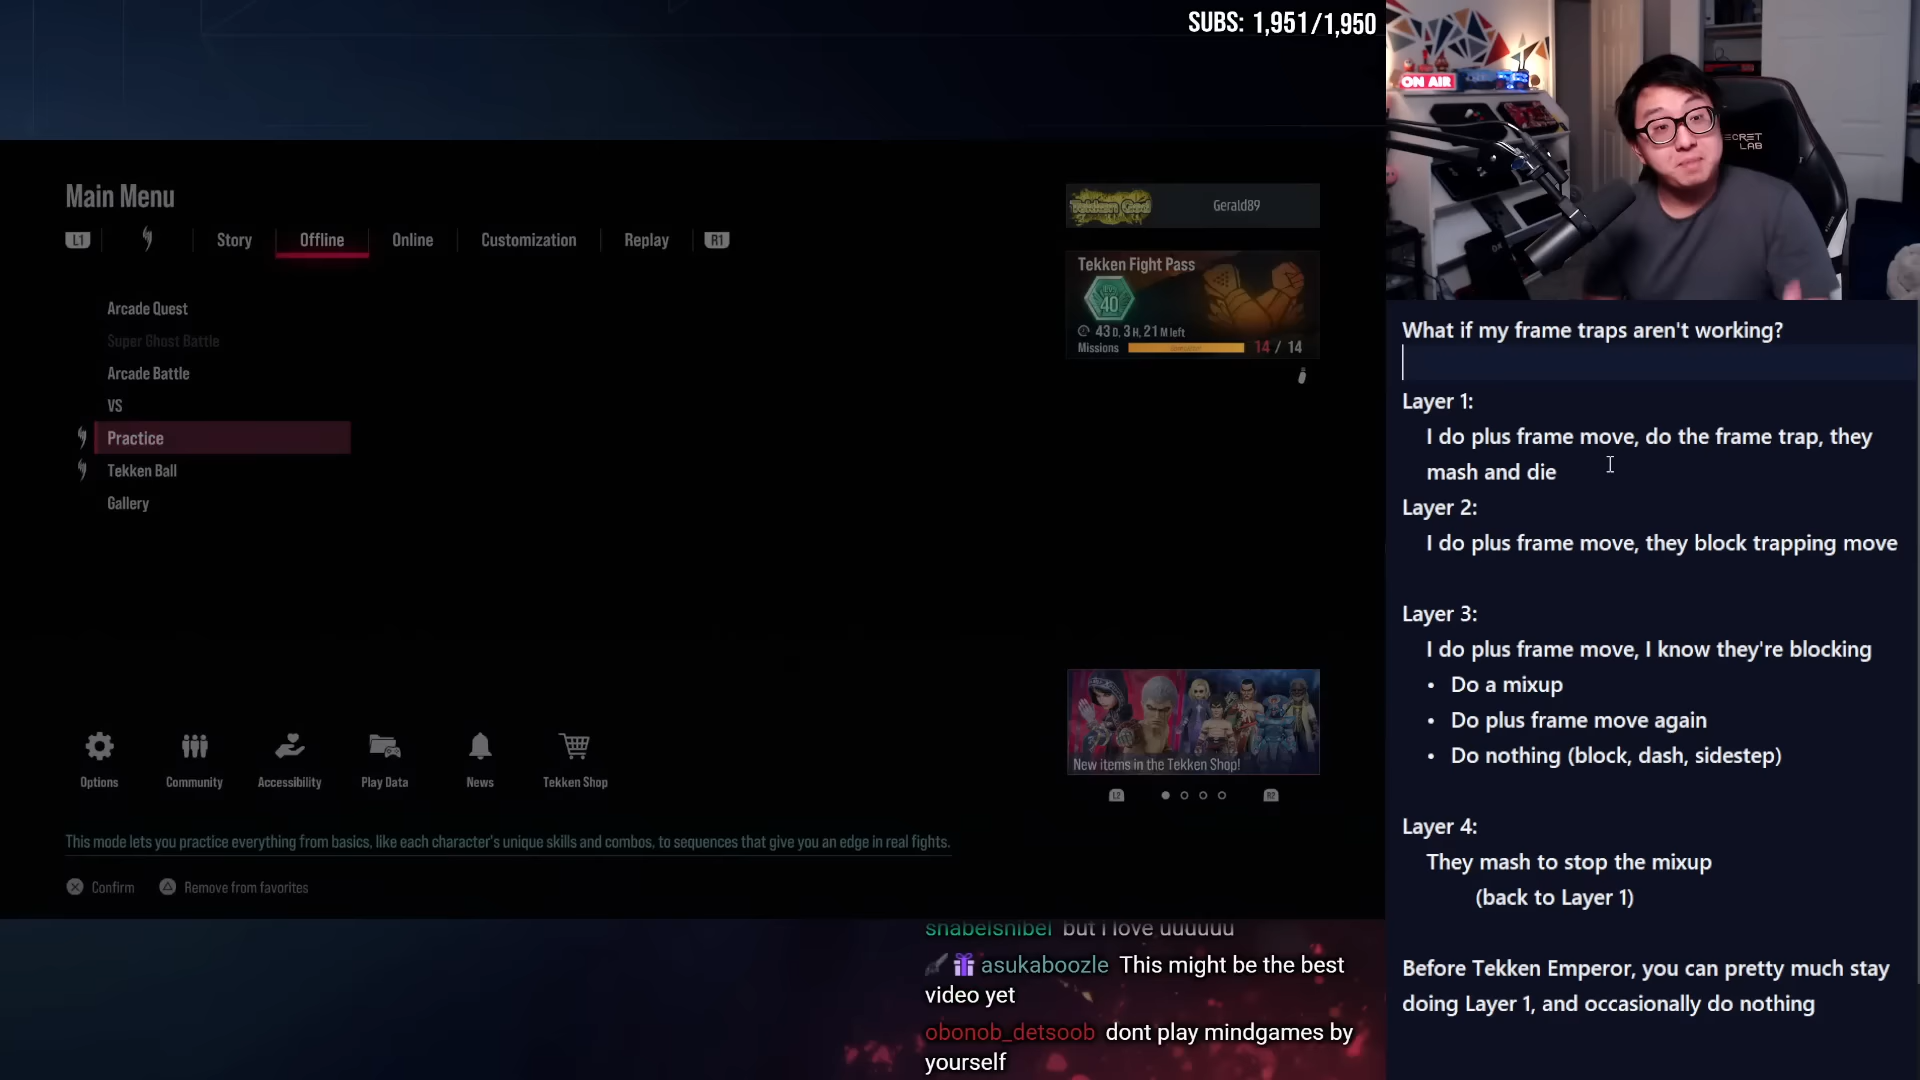 SUBS: 1,951/1,950
ON AIR
SECRET
LAB
Main Menu
L1
Story
Offline
Online
Customization
Replay
R1
Tekken God
Gerald89
Arcade Quest
Super Ghost Battle
Arcade Battle
VS
Practice
Tekken Ball
Gallery
Tekken Fight Pass
LV.
40
43 D, 3 H, 21 M left
Missions
14 / 14
New items in the Tekken Shop!
L2
R2
Options
Community
Accessibility
Play Data
News
Tekken Shop
This mode lets you practice everything from basics, like each character's unique skills and combos, to sequences that give you an edge in real fights.
Confirm
Remove from favorites
What if my frame traps aren't working?
Layer 1:
I do plus frame move, do the frame trap, they
mash and die
Layer 2:
I do plus frame move, they block trapping move
Layer 3:
I do plus frame move, I know they're blocking
• Do a mixup
• Do plus frame move again
• Do nothing (block, dash, sidestep)
Layer 4:
They mash to stop the mixup
(back to Layer 1)
Before Tekken Emperor, you can pretty much stay
doing Layer 1, and occasionally do nothing
snabelsnibel but i love uuuuuu
asukaboozle This might be the best
video yet
obonob_detsoob dont play mindgames by
yourself